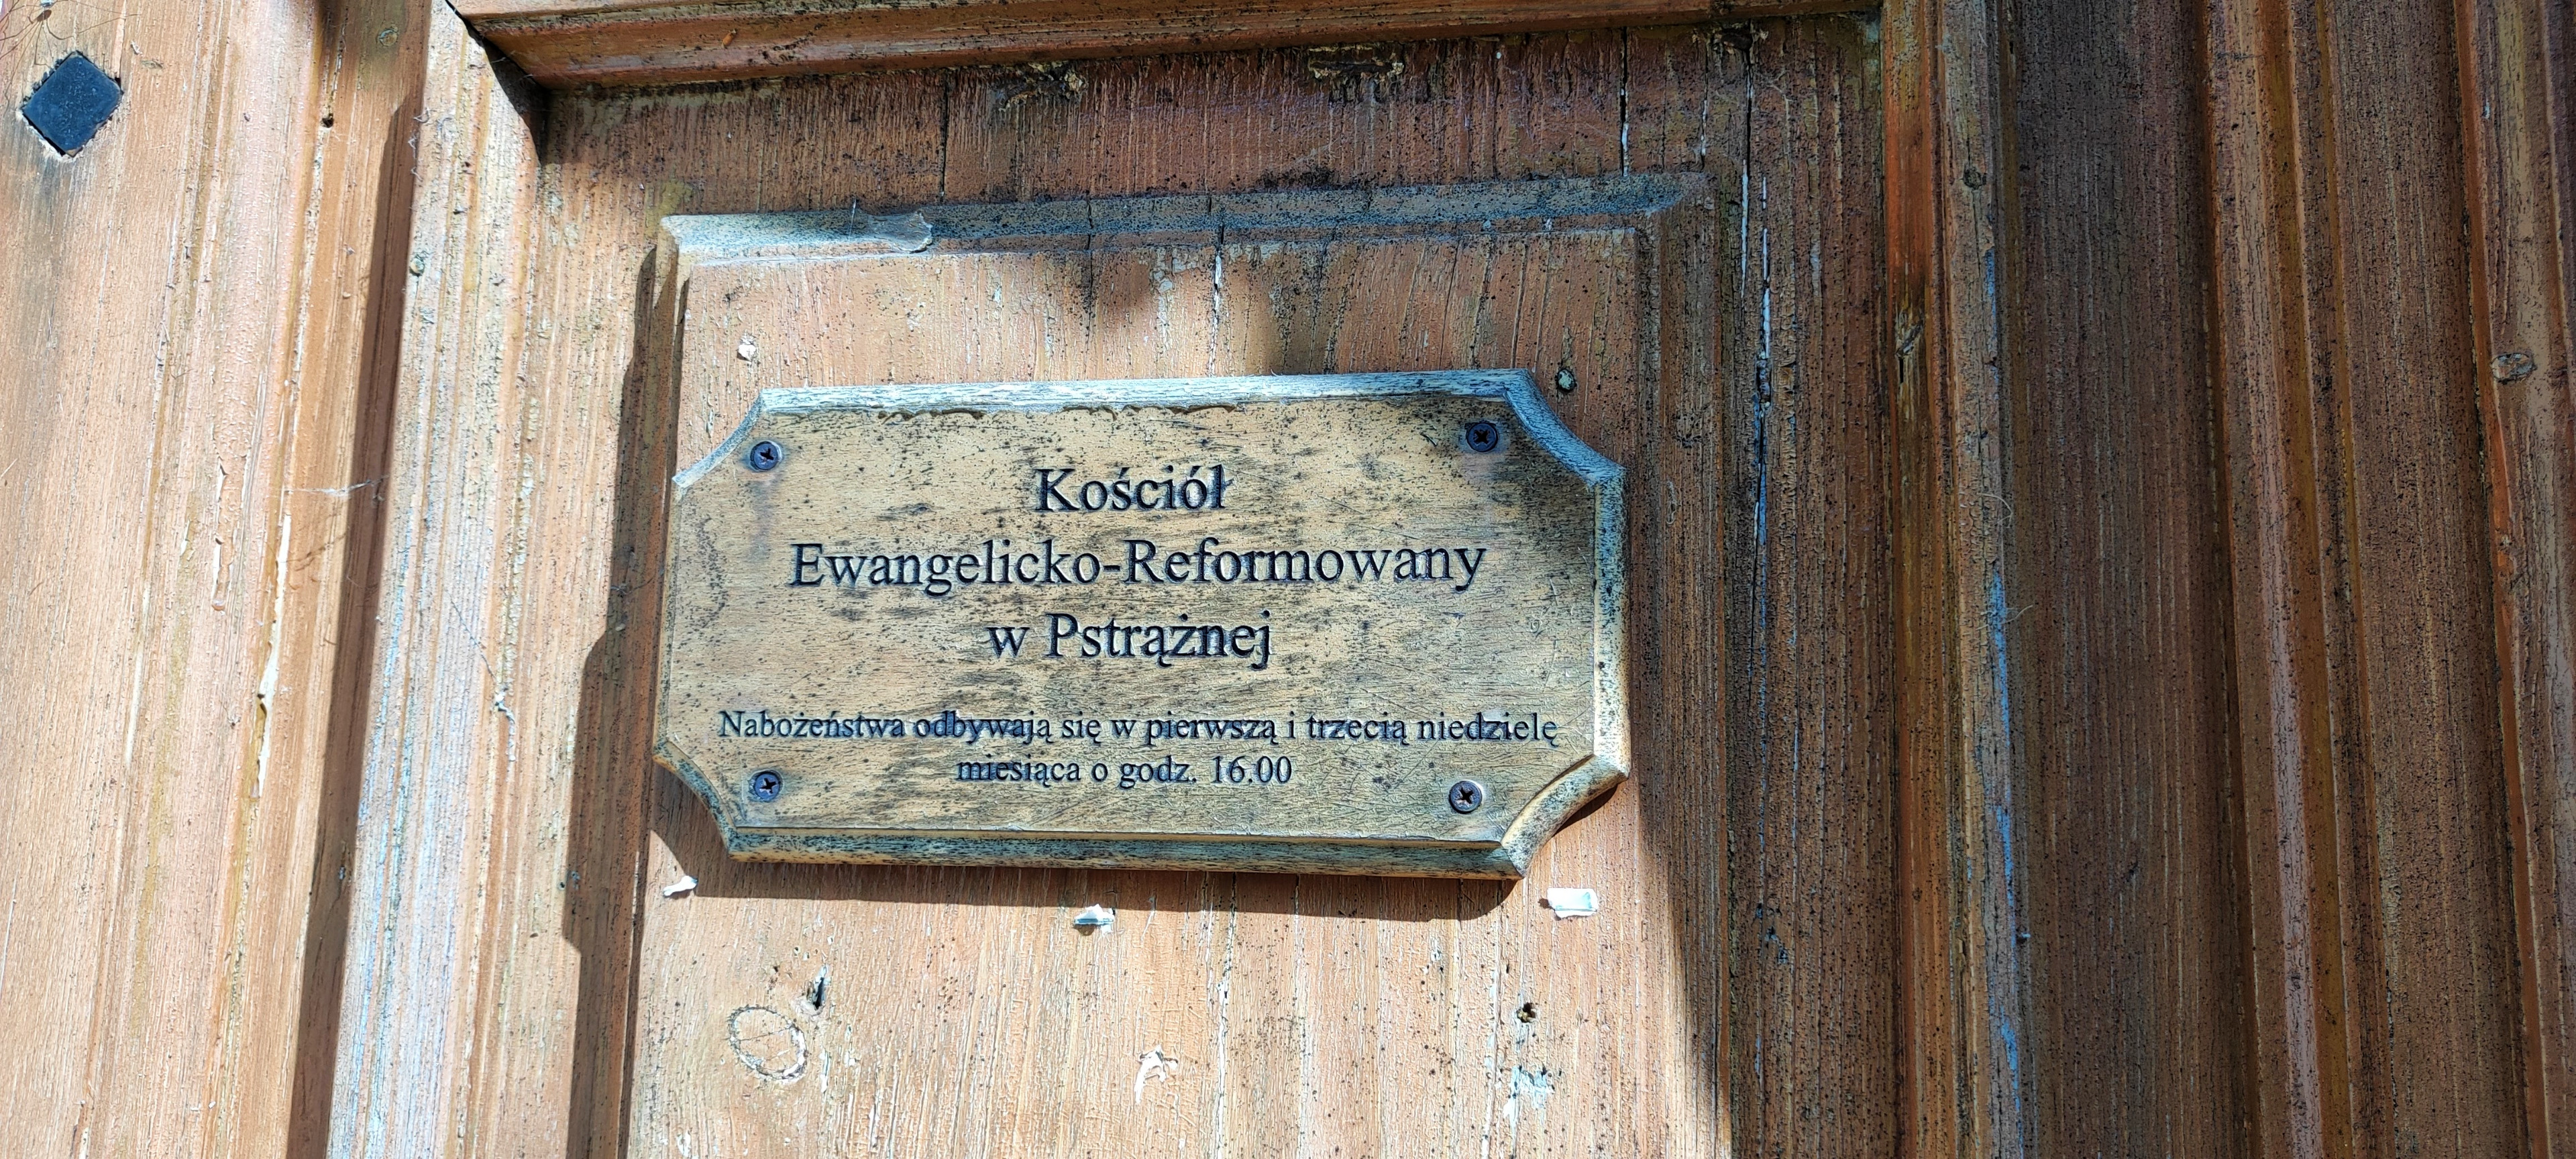 Kościół
Ewangelicko-Reformowany
w Pstrążnej
Nabożeństwa odbywają się w pierwszą i trzecią niedzielę
miesiąca o godz. 16.00